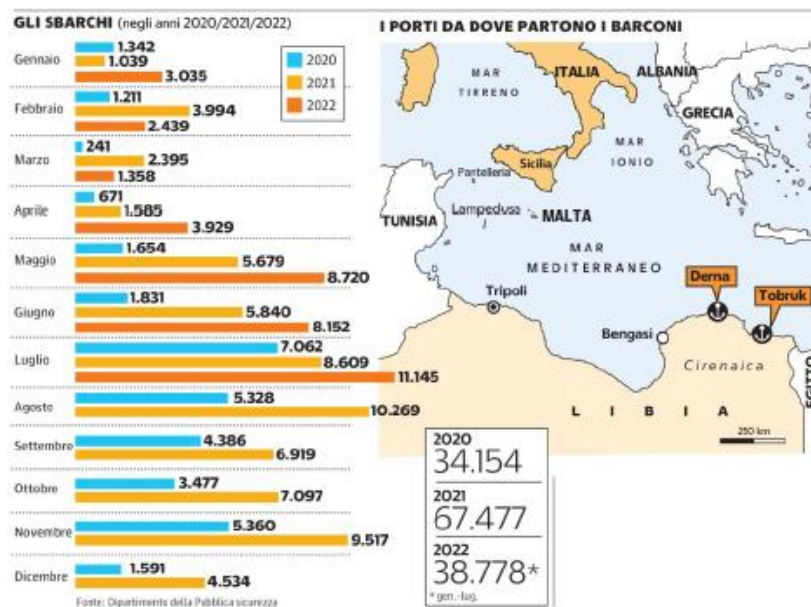 GLI SBARCHI (negli anni 2020/2021/2022)
2020
2021
2022
Gennaio
1.342
1.039
3.035
Febbraio
1.211
3.994
2.439
Marzo
241
2.395
1.358
Aprile
671
1.585
3.929
Maggio
1.654
5.679
8.720
Giugno
1.831
5.840
8.152
Luglio
7.062
8.609
11.145
Agosto
5.328
10.269
Settembre
4.386
6.919
Ottobre
3.477
7.097
Novembre
5.360
9.517
Dicembre
1.591
4.534
Fonte: Dipartimento della Pubblica sicurezza
I PORTI DA DOVE PARTONO I BARCONI
MAR
TIRRENO
ITALIA
ALBANIA
GRECIA
MAR
IONIO
Sicilia
Pantelleria
TUNISIA
Lampedusa
MALTA
MAR
MEDITERRANEO
Derna
Tobruk
Tripoli
Bengasi
Cirenaica
EGITTO
LIBIA
250 km
2020
34.154
2021
67.477
2022
38.778*
*gen.-lug.